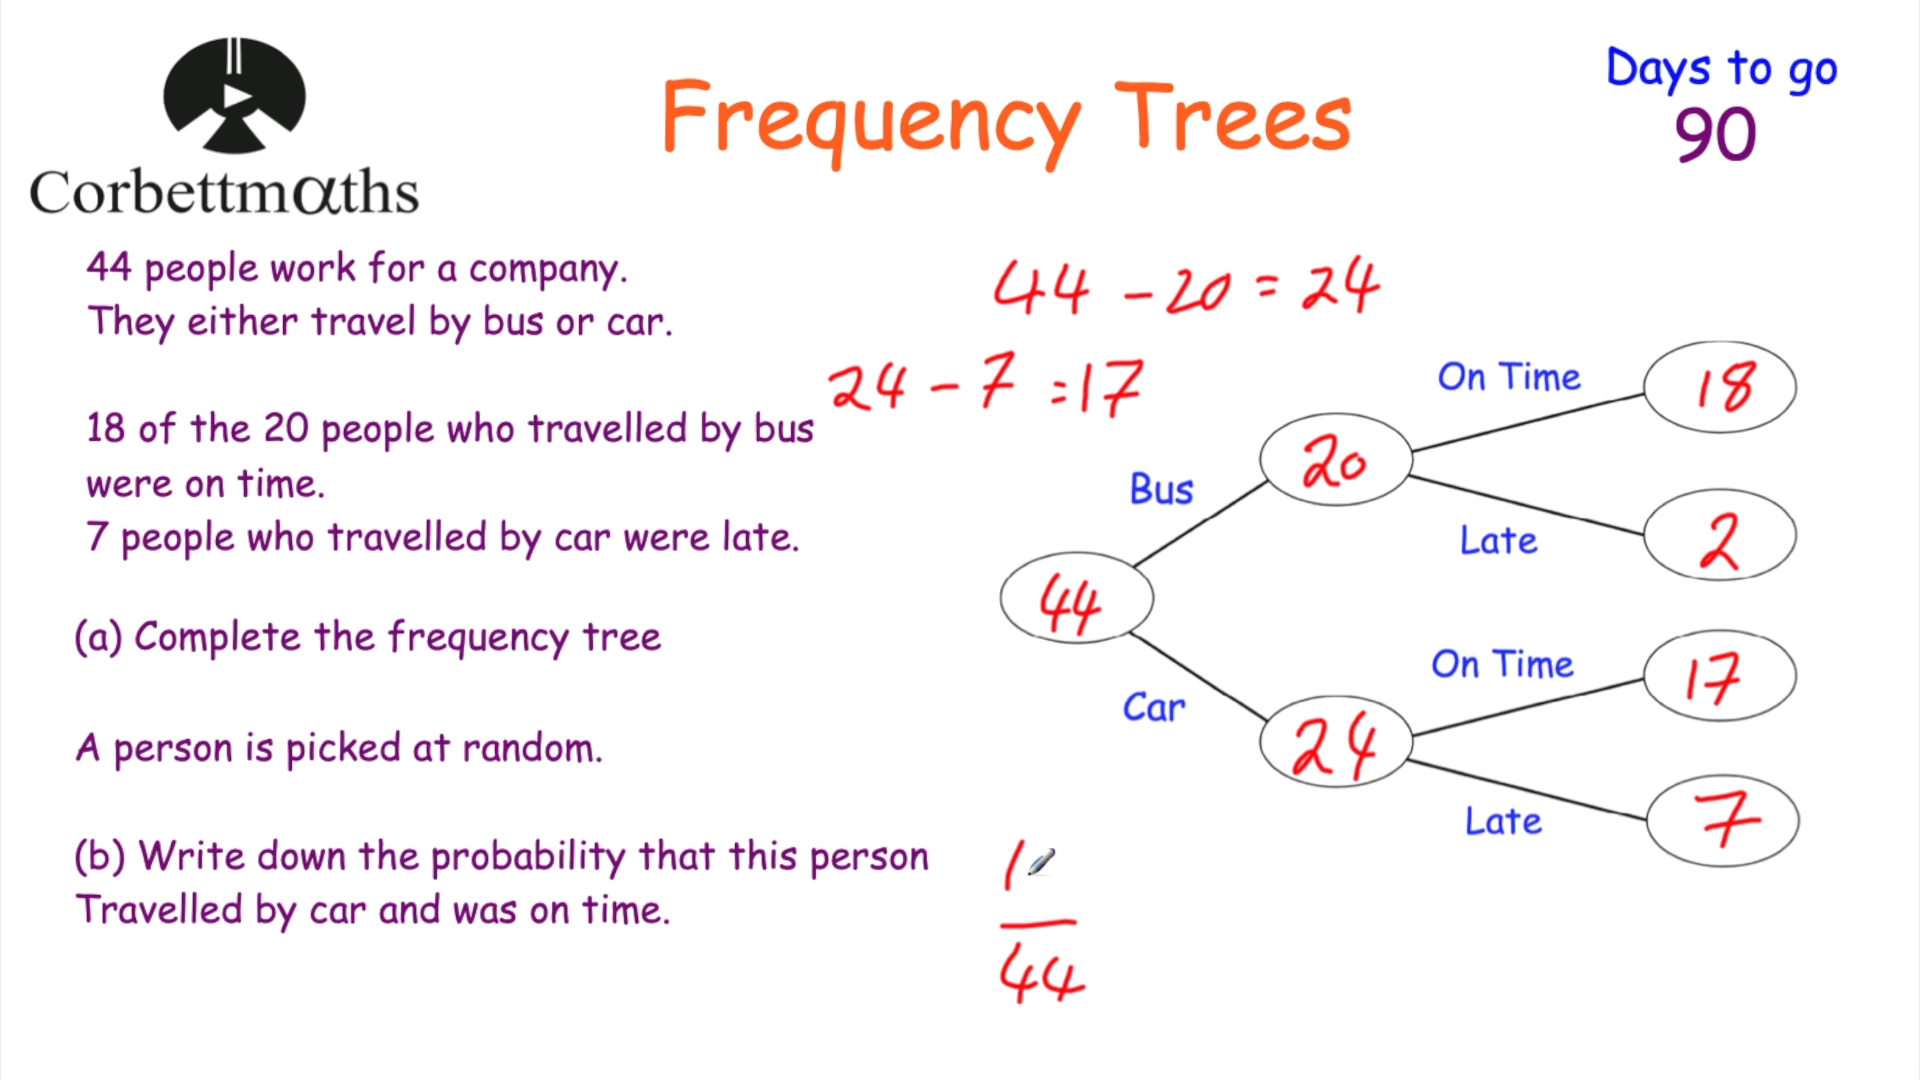 Corbettmαths
Frequency Trees
Days to go
90
44 people work for a company.
They either travel by bus or car.
18 of the 20 people who travelled by bus
were on time.
7 people who travelled by car were late.
(a) Complete the frequency tree
A person is picked at random.
(b) Write down the probability that this person
Travelled by car and was on time.
44 - 20 = 24
24 - 7 = 17
On Time
18
20
Bus
Late
2
44
On Time
17
Car
24
Late
7
1
44